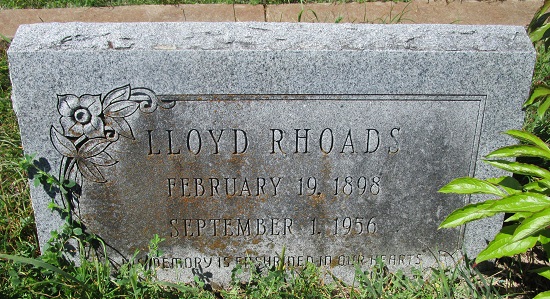 LLOYD RHOADS
FEBRUARY 19, 1898
SEPTEMBER 1, 1956
MEMORY IS ENSHRINED IN OUR HEARTS